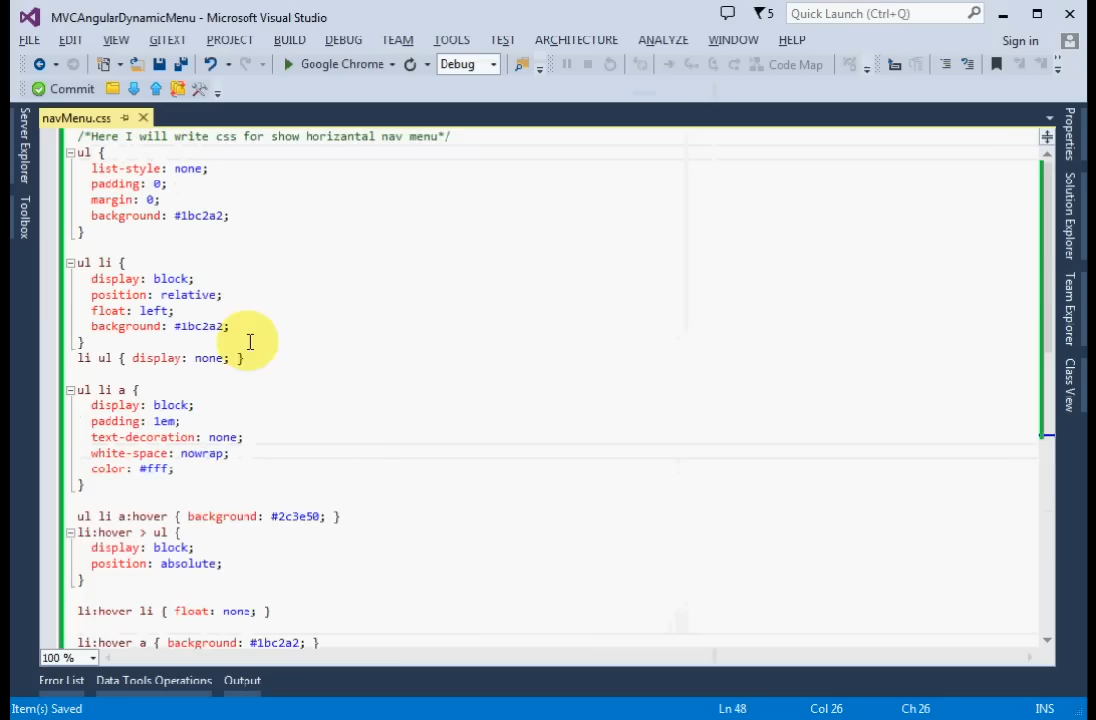 MVCAngularDynamicMenu - Microsoft Visual Studio
5
Quick Launch (Ctrl+Q)
FILE EDIT VIEW GITEXT PROJECT BUILD DEBUG TEAM TOOLS TEST ARCHITECTURE ANALYZE WINDOW HELP
Sign in
Google Chrome
Debug
Code Map
Commit
Server Explorer
Toolbox
navMenu.css
/*Here I will write css for show horizantal nav menu*/
ul {
list-style: none;
padding: 0;
margin: 0;
background: #1bc2a2;
}
ul li {
display: block;
position: relative;
float: left;
background: #1bc2a2;
}
li ul { display: none; }
ul li a {
display: block;
padding: 1em;
text-decoration: none;
white-space: nowrap;
color: #fff;
}
ul li a:hover { background: #2c3e50; }
li:hover > ul {
display: block;
position: absolute;
}
li:hover li { float: none; }
li:hover a { background: #1bc2a2; }
Properties
Solution Explorer
Team Explorer
Class View
100 %
Error List Data Tools Operations Output
Item(s) Saved
Ln 48 Col 26 Ch 26 INS